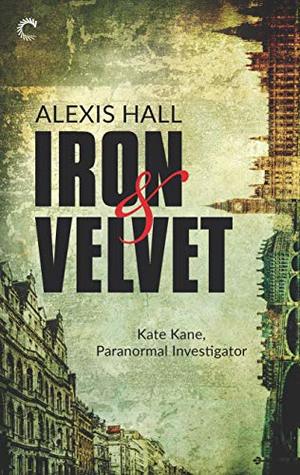 ALEXIS HALL
IRON
&
VELVET
Kate Kane,
Paranormal Investigator